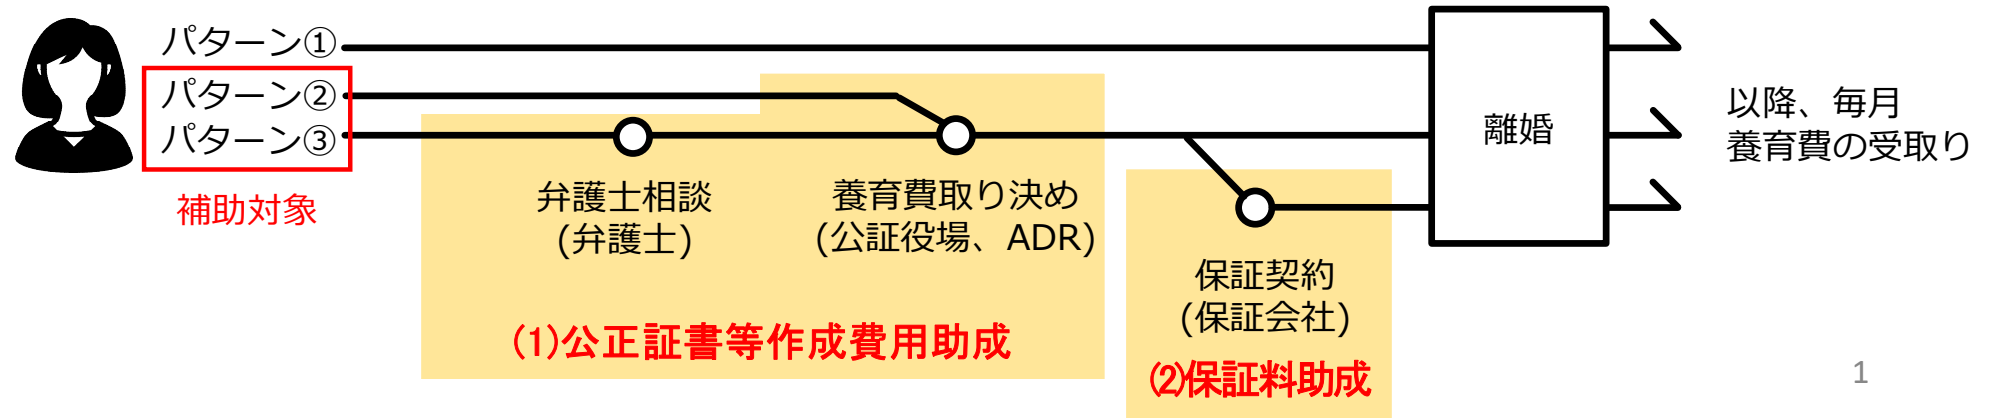 パターン①
パターン②
パターン③
補助対象
弁護士相談
(弁護士)
養育費取り決め
(公証役場、ADR)
(1)公正証書等作成費用助成
保証契約
(保証会社)
⑵保証料助成
離婚
以降、毎月
養育費の受取り
1